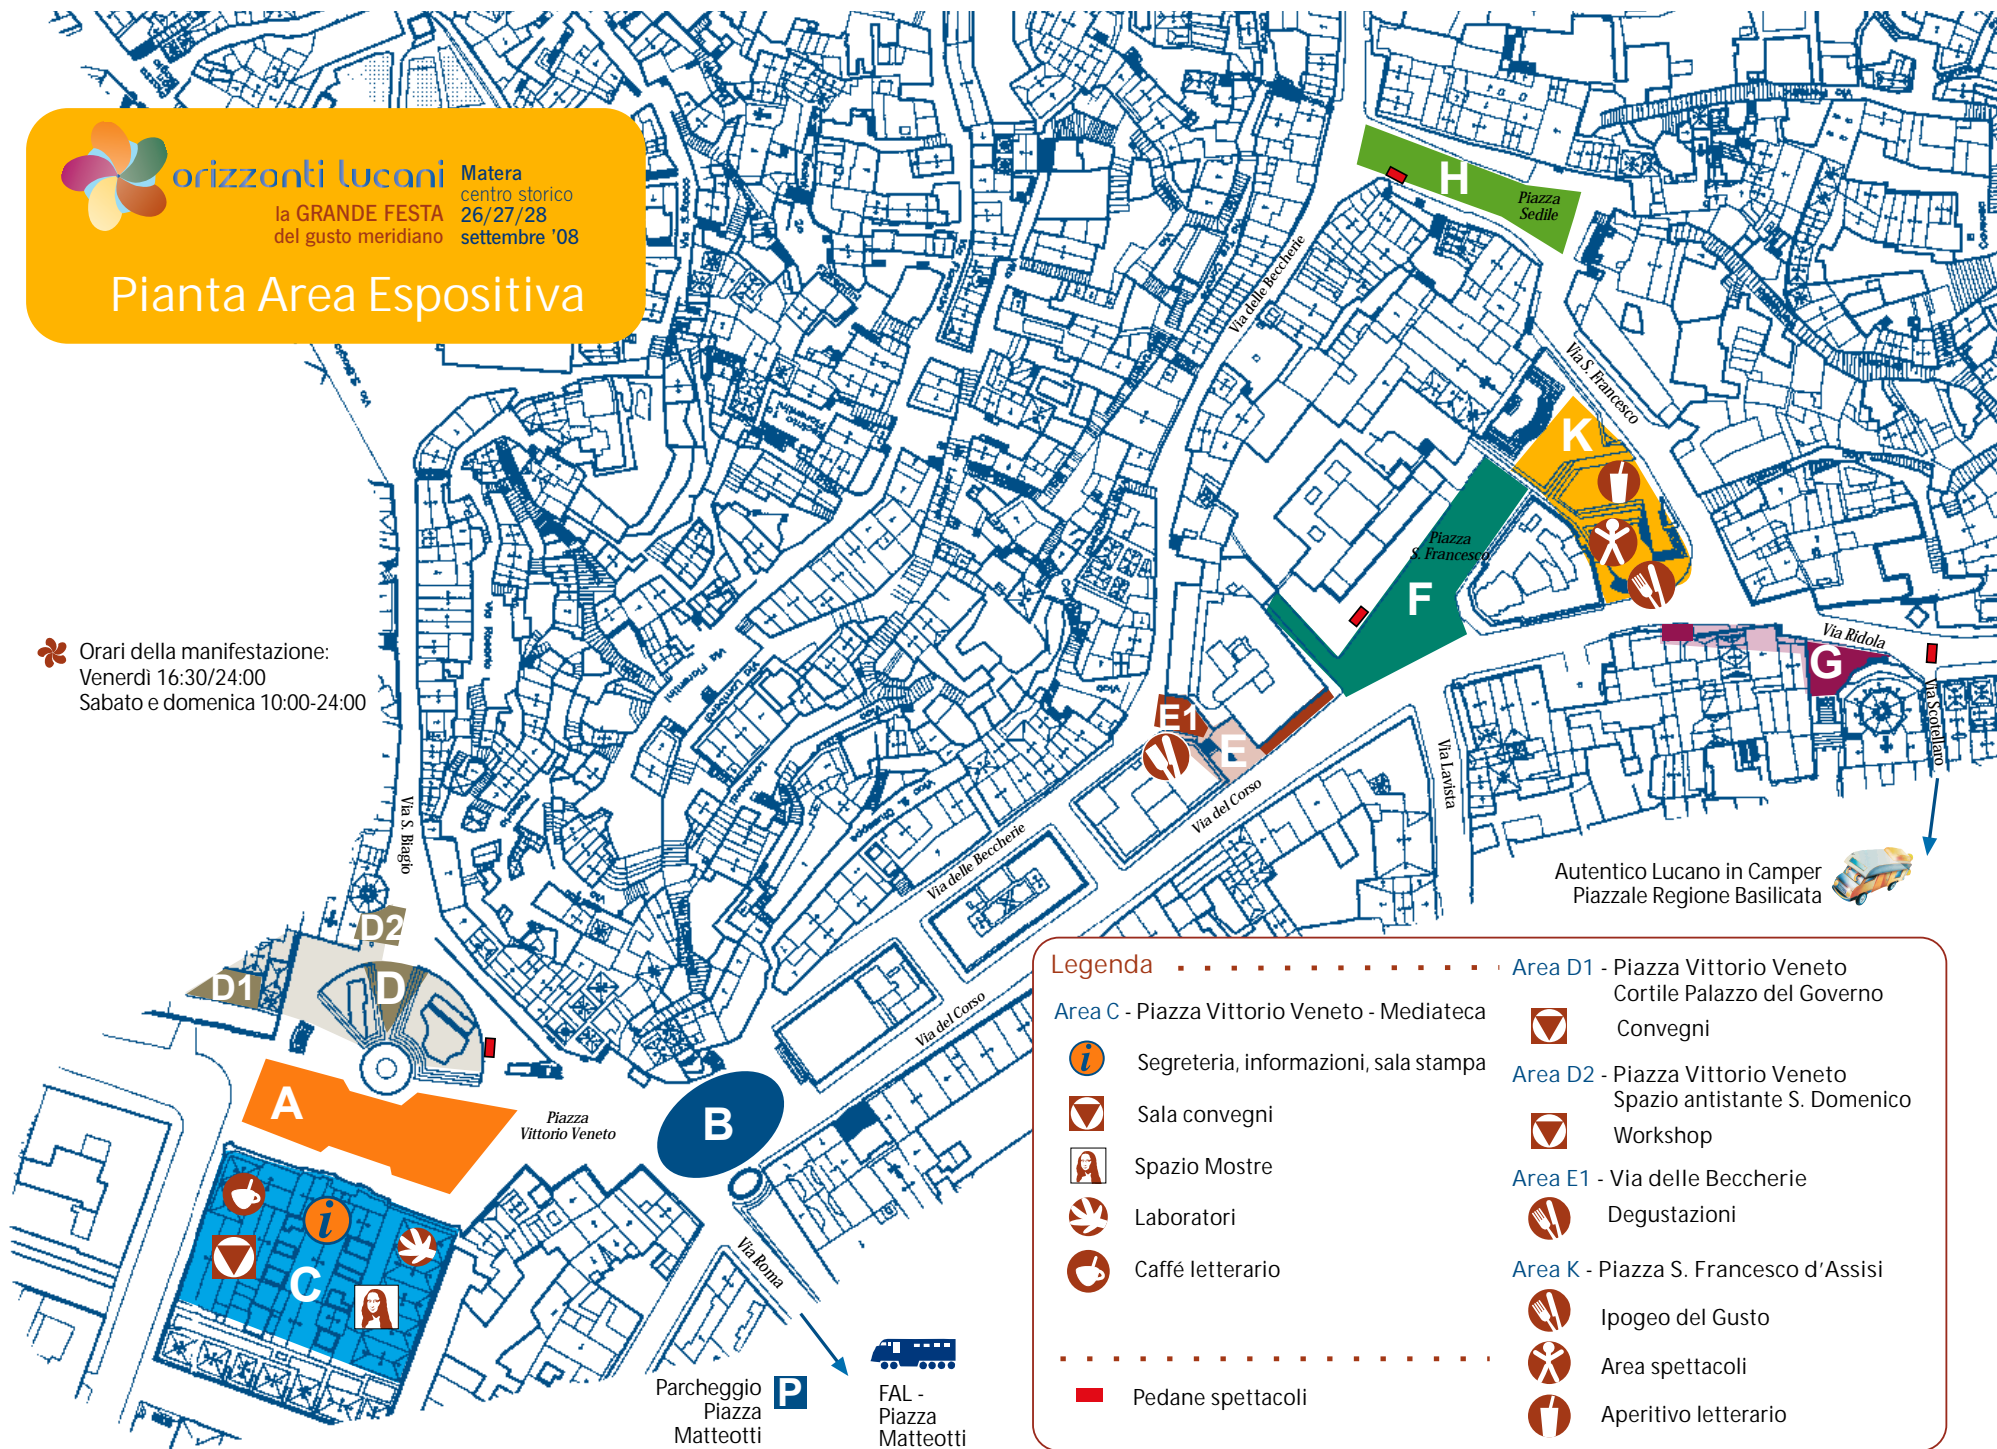 orizzonti lucani
la GRANDE FESTA
del gusto meridiano
Matera
centro storico
26/27/28
settembre ’08
Pianta Area Espositiva
H
Piazza
Sedile
Via delle Beccherie
Via S. Francesco
K
Piazza
S. Francesco
F
Via Ridola
G
Via Scotellaro
Orari della manifestazione:
Venerdì 16:30/24:00
Sabato e domenica 10:00-24:00
E1
E
Via Lavista
Via del Corso
Via S. Biagio
Via delle Beccherie
Autentico Lucano in Camper
Piazzale Regione Basilicata
D2
D1
D
Via del Corso
A
Piazza
Vittorio Veneto
B
C
i
Via Roma
Parcheggio
Piazza
Matteotti
P
FAL -
Piazza
Matteotti
Legenda
Area C - Piazza Vittorio Veneto - Mediateca
i
Segreteria, informazioni, sala stampa
Sala convegni
Spazio Mostre
Laboratori
Caffé letterario
Pedane spettacoli
Area D1 - Piazza Vittorio Veneto
Cortile Palazzo del Governo
Convegni
Area D2 - Piazza Vittorio Veneto
Spazio antistante S. Domenico
Workshop
Area E1 - Via delle Beccherie
Degustazioni
Area K - Piazza S. Francesco d’Assisi
Ipogeo del Gusto
Area spettacoli
Aperitivo letterario